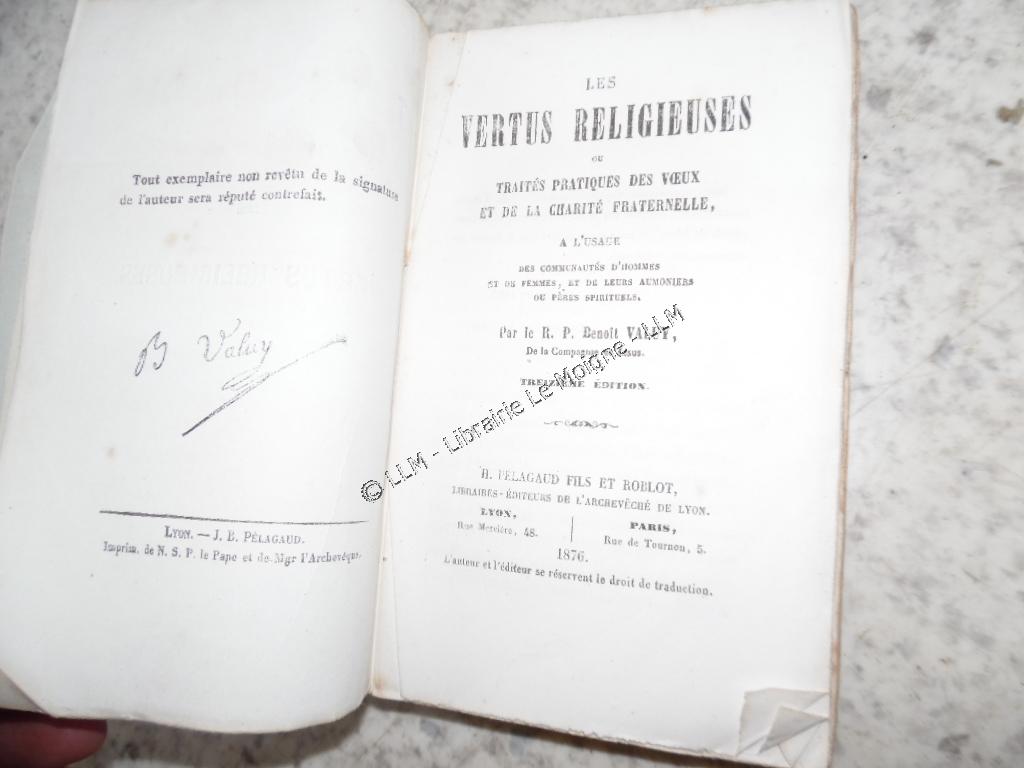 Tout exemplaire non revêtu de la signature
de l'auteur sera réputé contrefait.
B Valuy
LYON. — J. B. PÉLAGAUD.
Imprim. de N. S. P. le Pape et de Mgr l'Archevêque.
LES
VERTUS RELIGIEUSES
OU
TRAITÉS PRATIQUES DES VŒUX
ET DE LA CHARITÉ FRATERNELLE,
A L'USAGE
DES COMMUNAUTÉS D'HOMMES
ET DE FEMMES, ET DE LEURS AUMONIERS
OU PÈRES SPIRITUELS.
Par le R. P. Benoît VALUY,
De la Compagnie de Jésus.
TREIZIÈME ÉDITION.
H. PÉLAGAUD FILS ET ROBLOT,
LIBRAIRES-ÉDITEURS DE L'ARCHEVÊCHÉ DE LYON.
LYON,
Rue Mercière, 48.
PARIS,
Rue de Tournon, 5.
1876.
L'auteur et l'éditeur se réservent le droit de traduction.
© LLM - Librairie Le Moigne - LLM